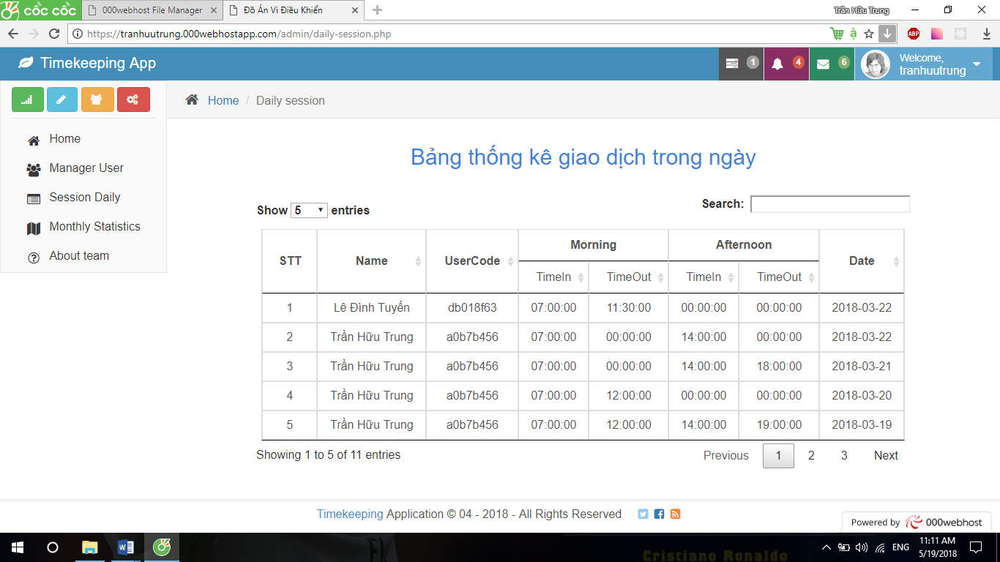 cốc cốc
000webhost File Manager
Đồ Án Vi Điều Khiển
Trần Hữu Trung
https://tranhuutrung.000webhostapp.com/admin/daily-session.php
ABP
Timekeeping App
1
4
6
Welcome,
tranhuutrung
Home / Daily session
Home
Manager User
Session Daily
Monthly Statistics
About team
Bảng thống kê giao dịch trong ngày
Show 5 entries
Search:
STT Name UserCode Morning Afternoon Date
TimeIn TimeOut TimeIn TimeOut
1 Lê Đình Tuyến db018f63 07:00:00 11:30:00 00:00:00 00:00:00 2018-03-22
2 Trần Hữu Trung a0b7b456 07:00:00 00:00:00 14:00:00 00:00:00 2018-03-22
3 Trần Hữu Trung a0b7b456 07:00:00 00:00:00 14:00:00 18:00:00 2018-03-21
4 Trần Hữu Trung a0b7b456 07:00:00 12:00:00 00:00:00 00:00:00 2018-03-20
5 Trần Hữu Trung a0b7b456 07:00:00 12:00:00 14:00:00 19:00:00 2018-03-19
Showing 1 to 5 of 11 entries
Previous 1 2 3 Next
Timekeeping Application © 04 - 2018 - All Rights Reserved
Powered by 000webhost
Cristiano Ronaldo
ENG
11:11 AM
5/19/2018